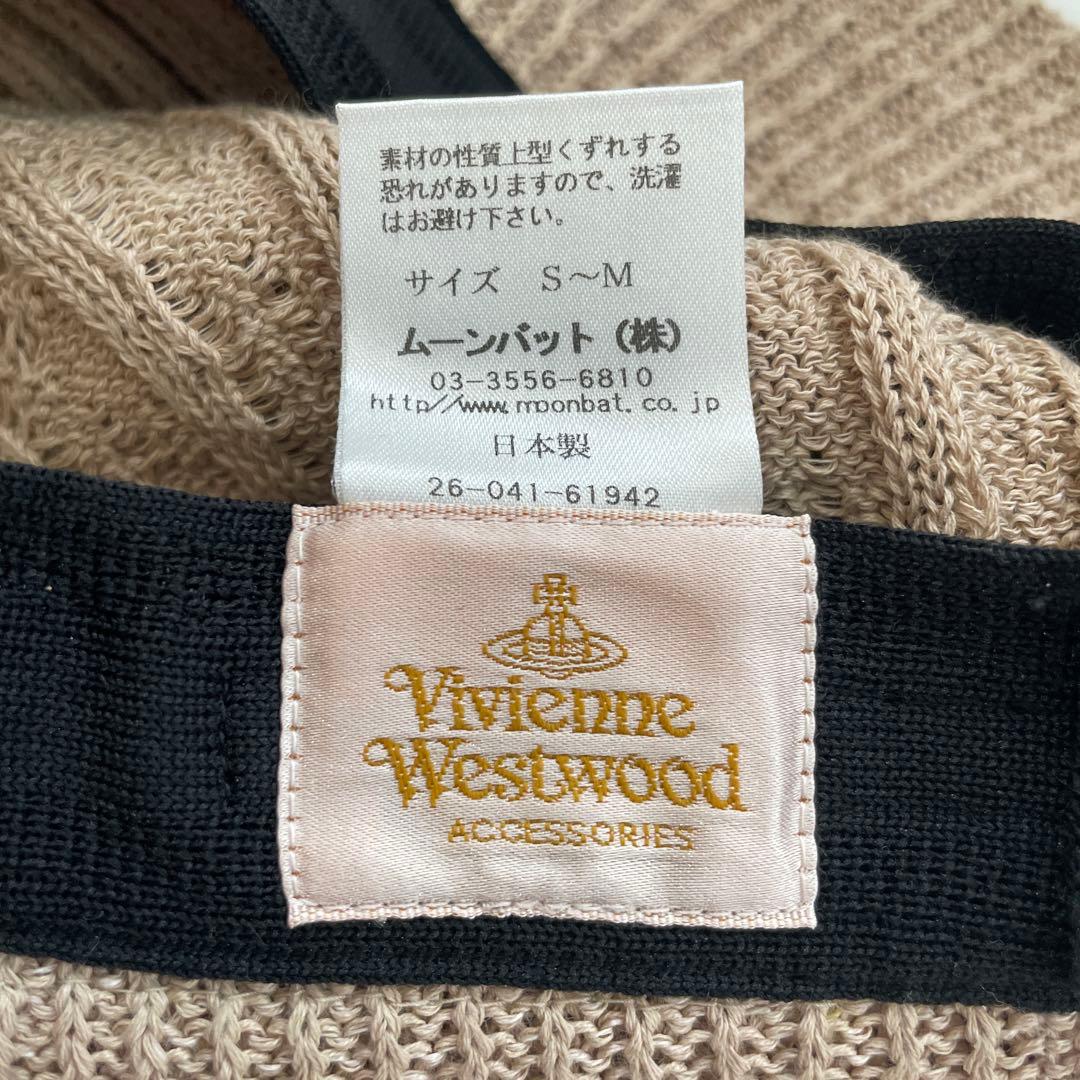 素材の性質上型くずれする
恐れがありますので、洗濯
はお避け下さい。
サイズ S～M
ムーンバット（株）
03-3556-6810
http//www.moonbat.co.jp
日本製
26-041-61942
Vivienne
Westwood
ACCESSORIES